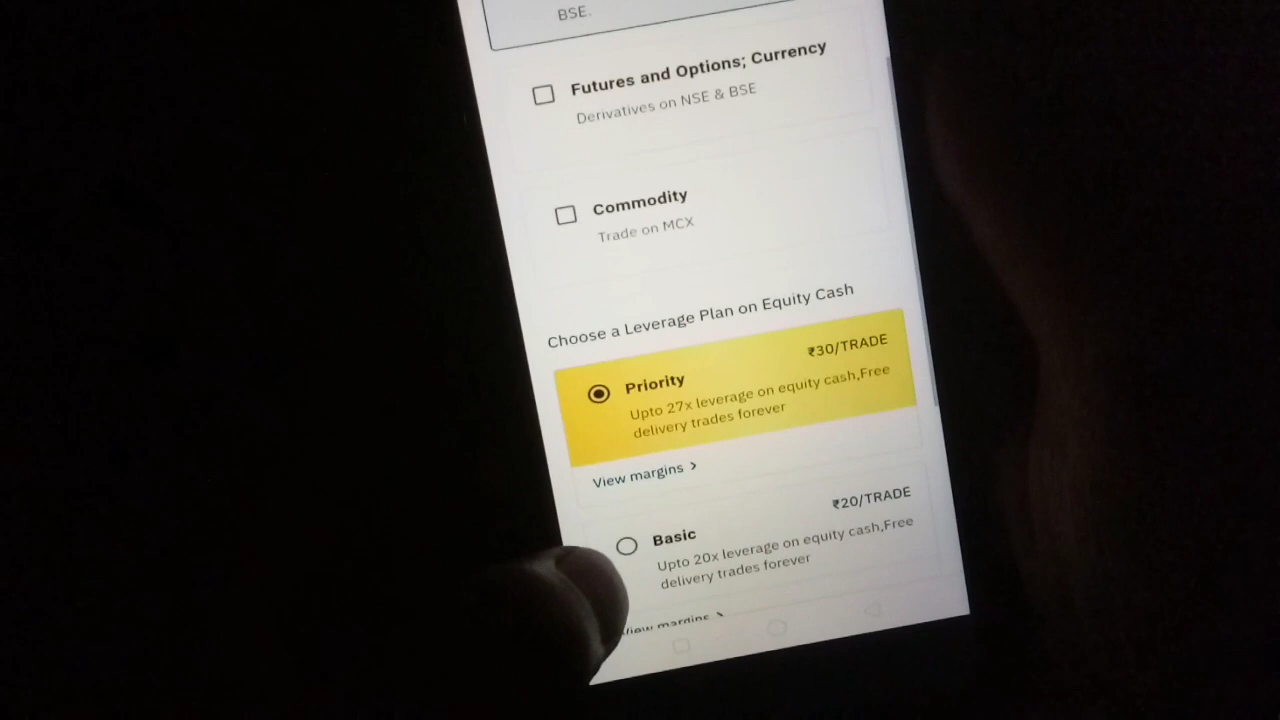 BSE.
Futures and Options; Currency
Derivatives on NSE & BSE
Commodity
Trade on MCX
Choose a Leverage Plan on Equity Cash
₹30/TRADE
Priority
Upto 27x leverage on equity cash,Free
delivery trades forever
View margins >
₹20/TRADE
Basic
Upto 20x leverage on equity cash,Free
delivery trades forever
View margins >